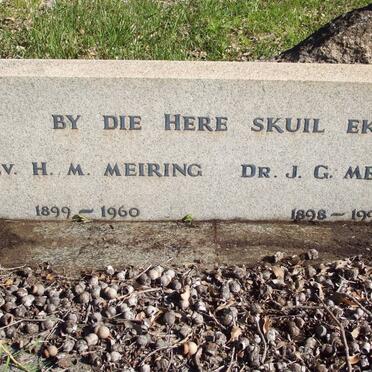 BY DIE HERE SKUIL EK
H. M. MEIRING DR. J. G. ME
1899 - 1960 1898 - 19